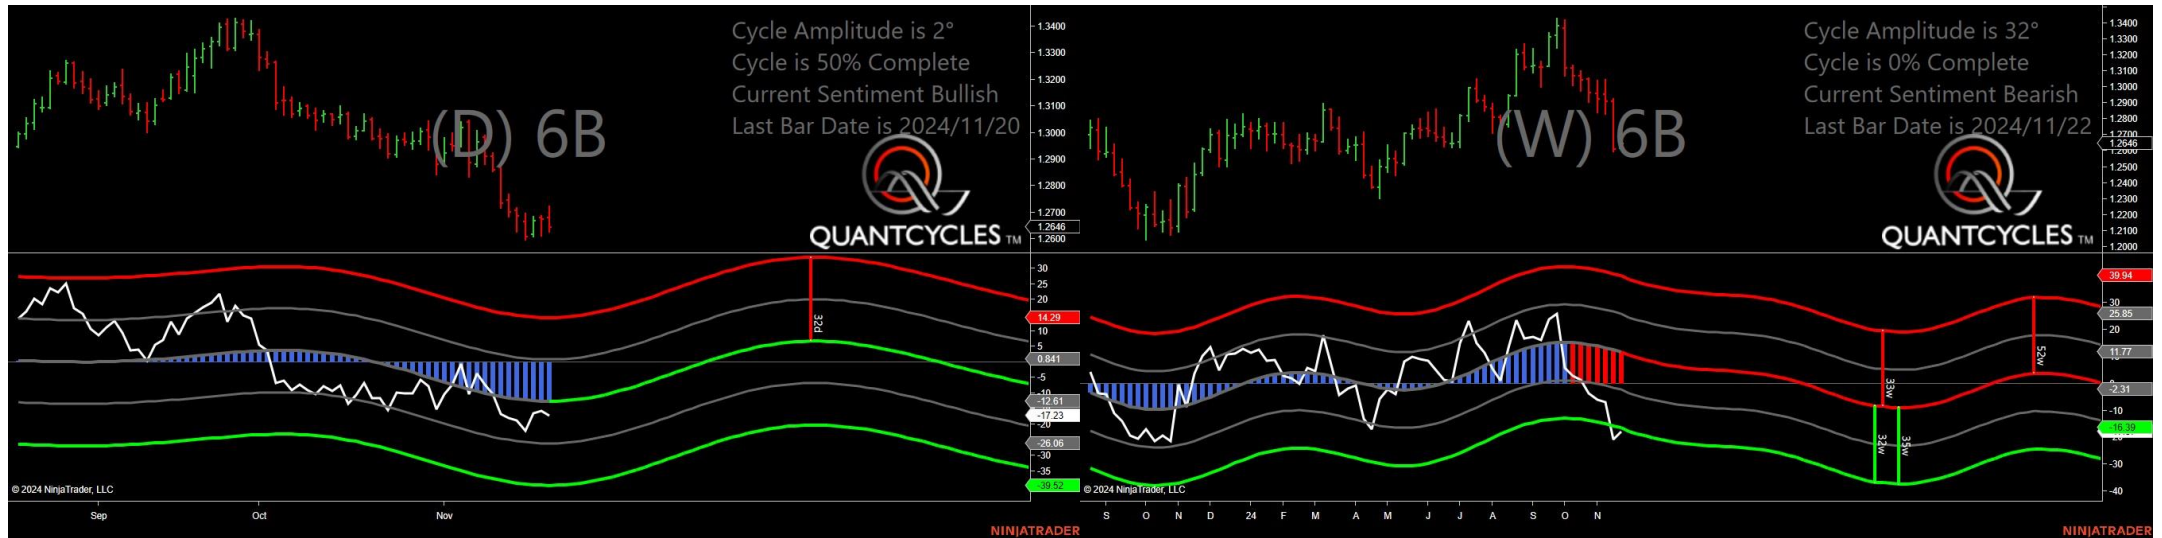 Cycle Amplitude is 2°
Cycle is 50% Complete
Current Sentiment Bullish
Last Bar Date is 2024/11/20
(D) 6B
QUANTCYCLES TM
1.3400
1.3300
1.3200
1.3100
1.3000
1.2900
1.2800
1.2700
1.2646
1.2600
30
25
20
14.29
10
5
0.841
-5
-12.61
-17.23
-26.06
-30
-35
-39.52
32d
© 2024 NinjaTrader, LLC
Sep Oct Nov
NINJATRADER
Cycle Amplitude is 32°
Cycle is 0% Complete
Current Sentiment Bearish
Last Bar Date is 2024/11/22
(W) 6B
QUANTCYCLES TM
1.3400
1.3300
1.3200
1.3100
1.3000
1.2900
1.2800
1.2700
1.2646
1.2500
1.2400
1.2300
1.2200
1.2100
1.2000
39.94
30
25.85
20
11.77
-2.31
-10
-16.39
-30
-40
33w
52w
32w
35w
© 2024 NinjaTrader, LLC
S O N D 24 F M A M J J A S O N
NINJATRADER